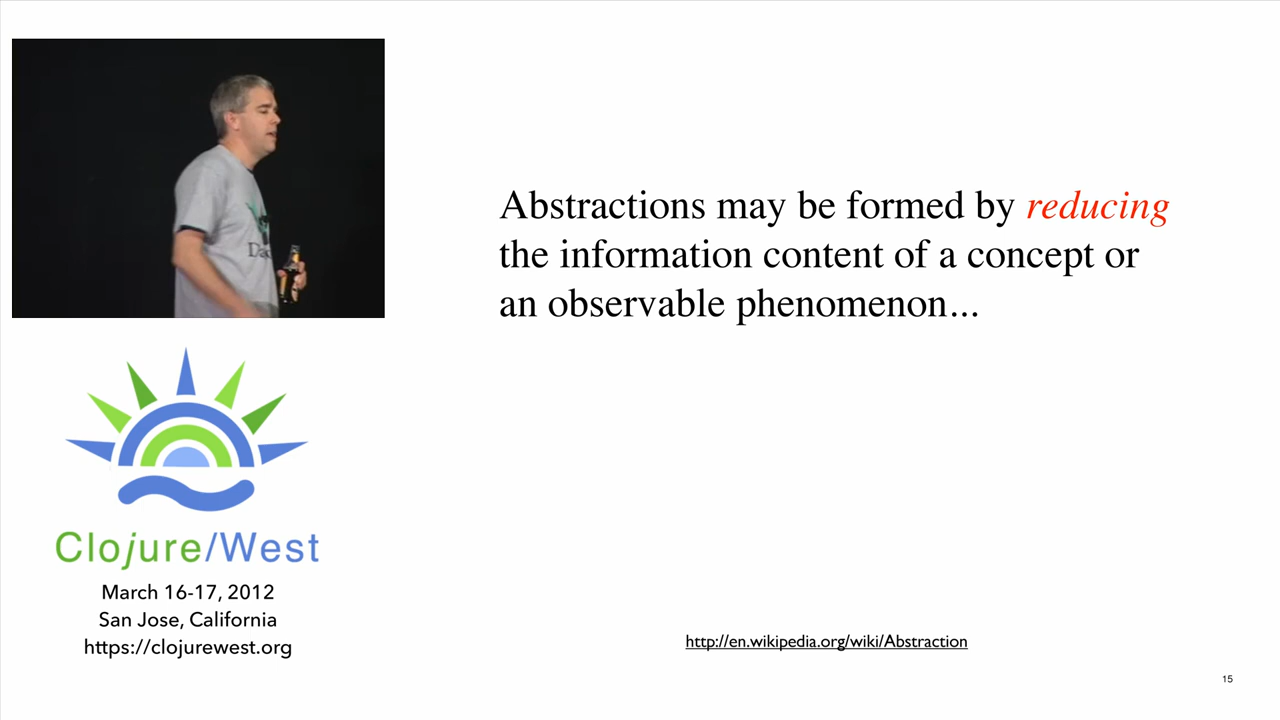 Abstractions may be formed by reducing
the information content of a concept or
an observable phenomenon...
Clojure/West
March 16-17, 2012
San Jose, California
https://clojurewest.org
http://en.wikipedia.org/wiki/Abstraction
15